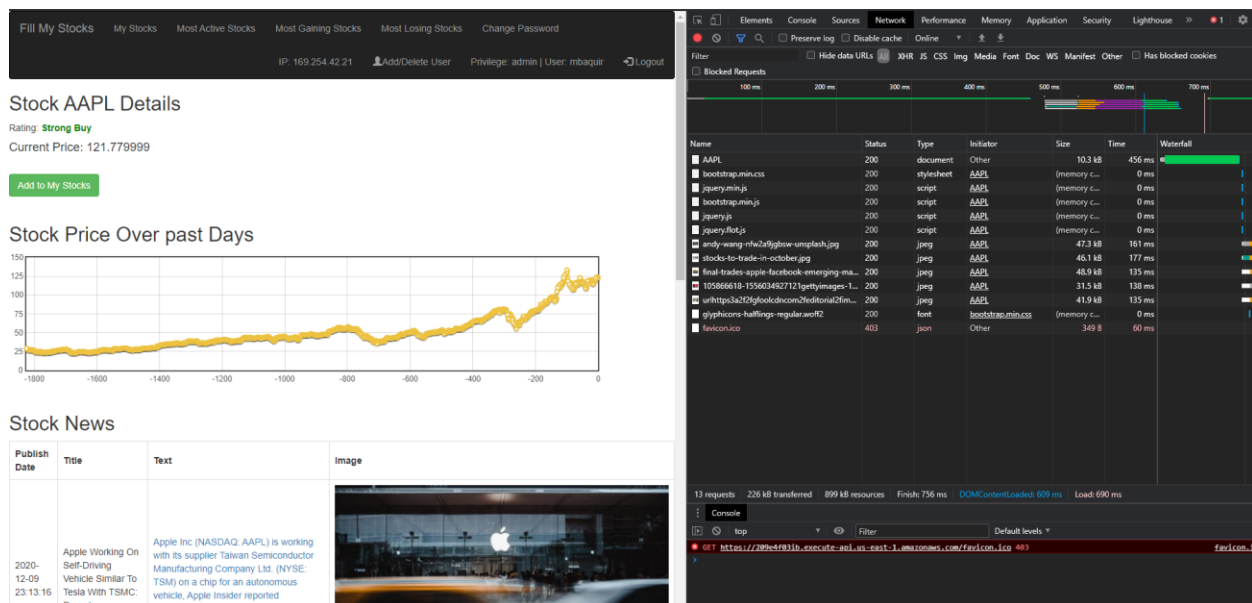 Fill My Stocks My Stocks Most Active Stocks Most Gaining Stocks Most Losing Stocks Change Password
IP: 169.254.42.21 Add/Delete User Privilege: admin | User: mbaquir Logout
Stock AAPL Details
Rating: Strong Buy
Current Price: 121.779999
Add to My Stocks
Stock Price Over past Days
150
125
100
75
50
25
0
-1800 -1600 -1400 -1200 -1000 -800 -600 -400 -200 0
Stock News
Publish Date Title Text Image
2020-12-09 23:13:16
Apple Working On
Self-Driving
Vehicle Similar To
Tesla With TSMC:
Apple Inc (NASDAQ: AAPL) is working
with its supplier Taiwan Semiconductor
Manufacturing Company Ltd. (NYSE:
TSM) on a chip for an autonomous
vehicle, Apple Insider reported
Elements Console Sources Network Performance Memory Application Security Lighthouse » 1
Preserve log Disable cache Online
Filter Hide data URLs All XHR JS CSS Img Media Font Doc WS Manifest Other Has blocked cookies
Blocked Requests
100 ms 200 ms 300 ms 400 ms 500 ms 600 ms 700 ms
Name Status Type Initiator Size Time Waterfall
AAPL 200 document Other 10.3 kB 456 ms
bootstrap.min.css 200 stylesheet AAPL (memory c... 0 ms
jquery.min.js 200 script AAPL (memory c... 0 ms
bootstrap.min.js 200 script AAPL (memory c... 0 ms
jquery.js 200 script AAPL (memory c... 0 ms
jquery.flot.js 200 script AAPL (memory c... 0 ms
andy-wang-nfw2a9jgbsw-unsplash.jpg 200 jpeg AAPL 47.3 kB 161 ms
stocks-to-trade-in-october.jpg 200 jpeg AAPL 46.1 kB 177 ms
final-trades-apple-facebook-emerging-ma... 200 jpeg AAPL 48.9 kB 135 ms
105866618-1556034927121gettyimages-1... 200 jpeg AAPL 31.5 kB 138 ms
urlhttps3a2f2fgfoolcdncom2feditorial2fim... 200 jpeg AAPL 41.9 kB 135 ms
glyphicons-halflings-regular.woff2 200 font bootstrap.min.css (memory c... 0 ms
favicon.ico 403 json Other 349 B 60 ms
13 requests 226 kB transferred 899 kB resources Finish: 756 ms DOMContentLoaded: 609 ms Load: 690 ms
Console
top Filter Default levels
GET https://209e4f03ib.execute-api.us-east-1.amazonaws.com/favicon.ico 403